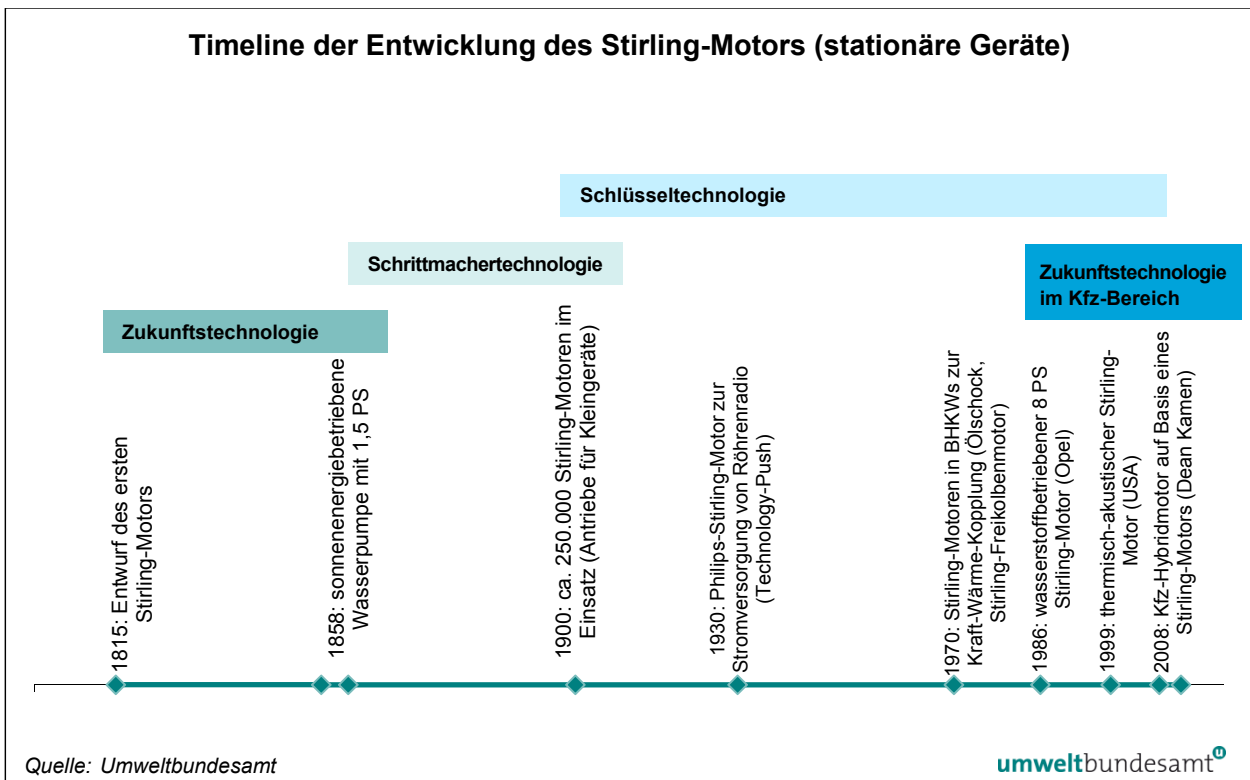 Timeline der Entwicklung des Stirling-Motors (stationäre Geräte)
Schlüsseltechnologie
Schrittmachertechnologie
Zukunftstechnologie
im Kfz-Bereich
Zukunftstechnologie
1815: Entwurf des ersten
Stirling-Motors
1858: sonnenenergiebetriebene
Wasserpumpe mit 1,5 PS
1900: ca. 250.000 Stirling-Motoren im
Einsatz (Antriebe für Kleingeräte)
1930: Philips-Stirling-Motor zur
Stromversorgung von Röhrenradio
(Technology-Push)
1970: Stirling-Motoren in BHKWs zur
Kraft-Wärme-Kopplung (Ölschock,
Stirling-Freikolbenmotor)
1986: wasserstoffbetriebener 8 PS
Stirling-Motor (Opel)
1999: thermisch-akustischer Stirling-
Motor (USA)
2008: Kfz-Hybridmotor auf Basis eines
Stirling-Motors (Dean Kamen)
Quelle: Umweltbundesamt
umweltbundesamt